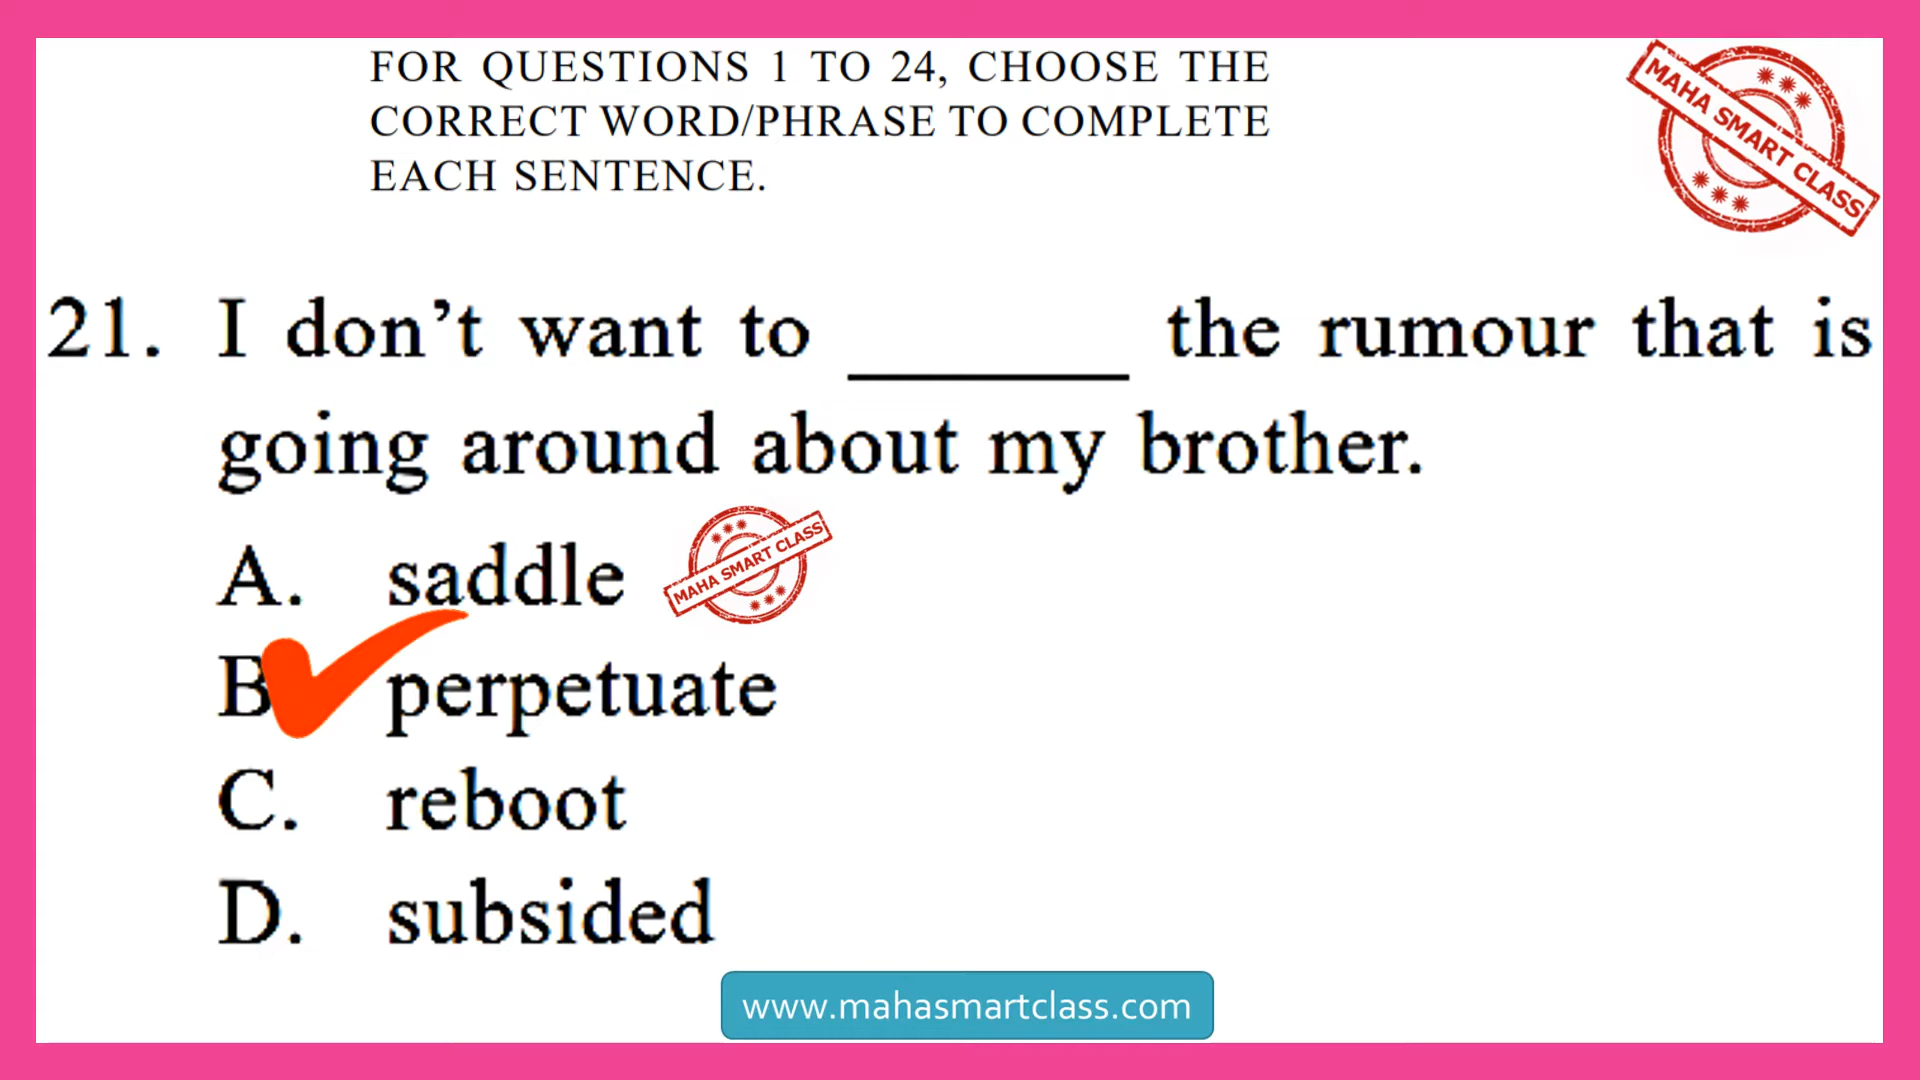 FOR QUESTIONS 1 TO 24, CHOOSE THE
CORRECT WORD/PHRASE TO COMPLETE
EACH SENTENCE.
MAHA SMART CLASS
21. I don’t want to ________ the rumour that is
going around about my brother.
A. saddle
MAHA SMART CLASS
B perpetuate
C. reboot
D. subsided
www.mahasmartclass.com